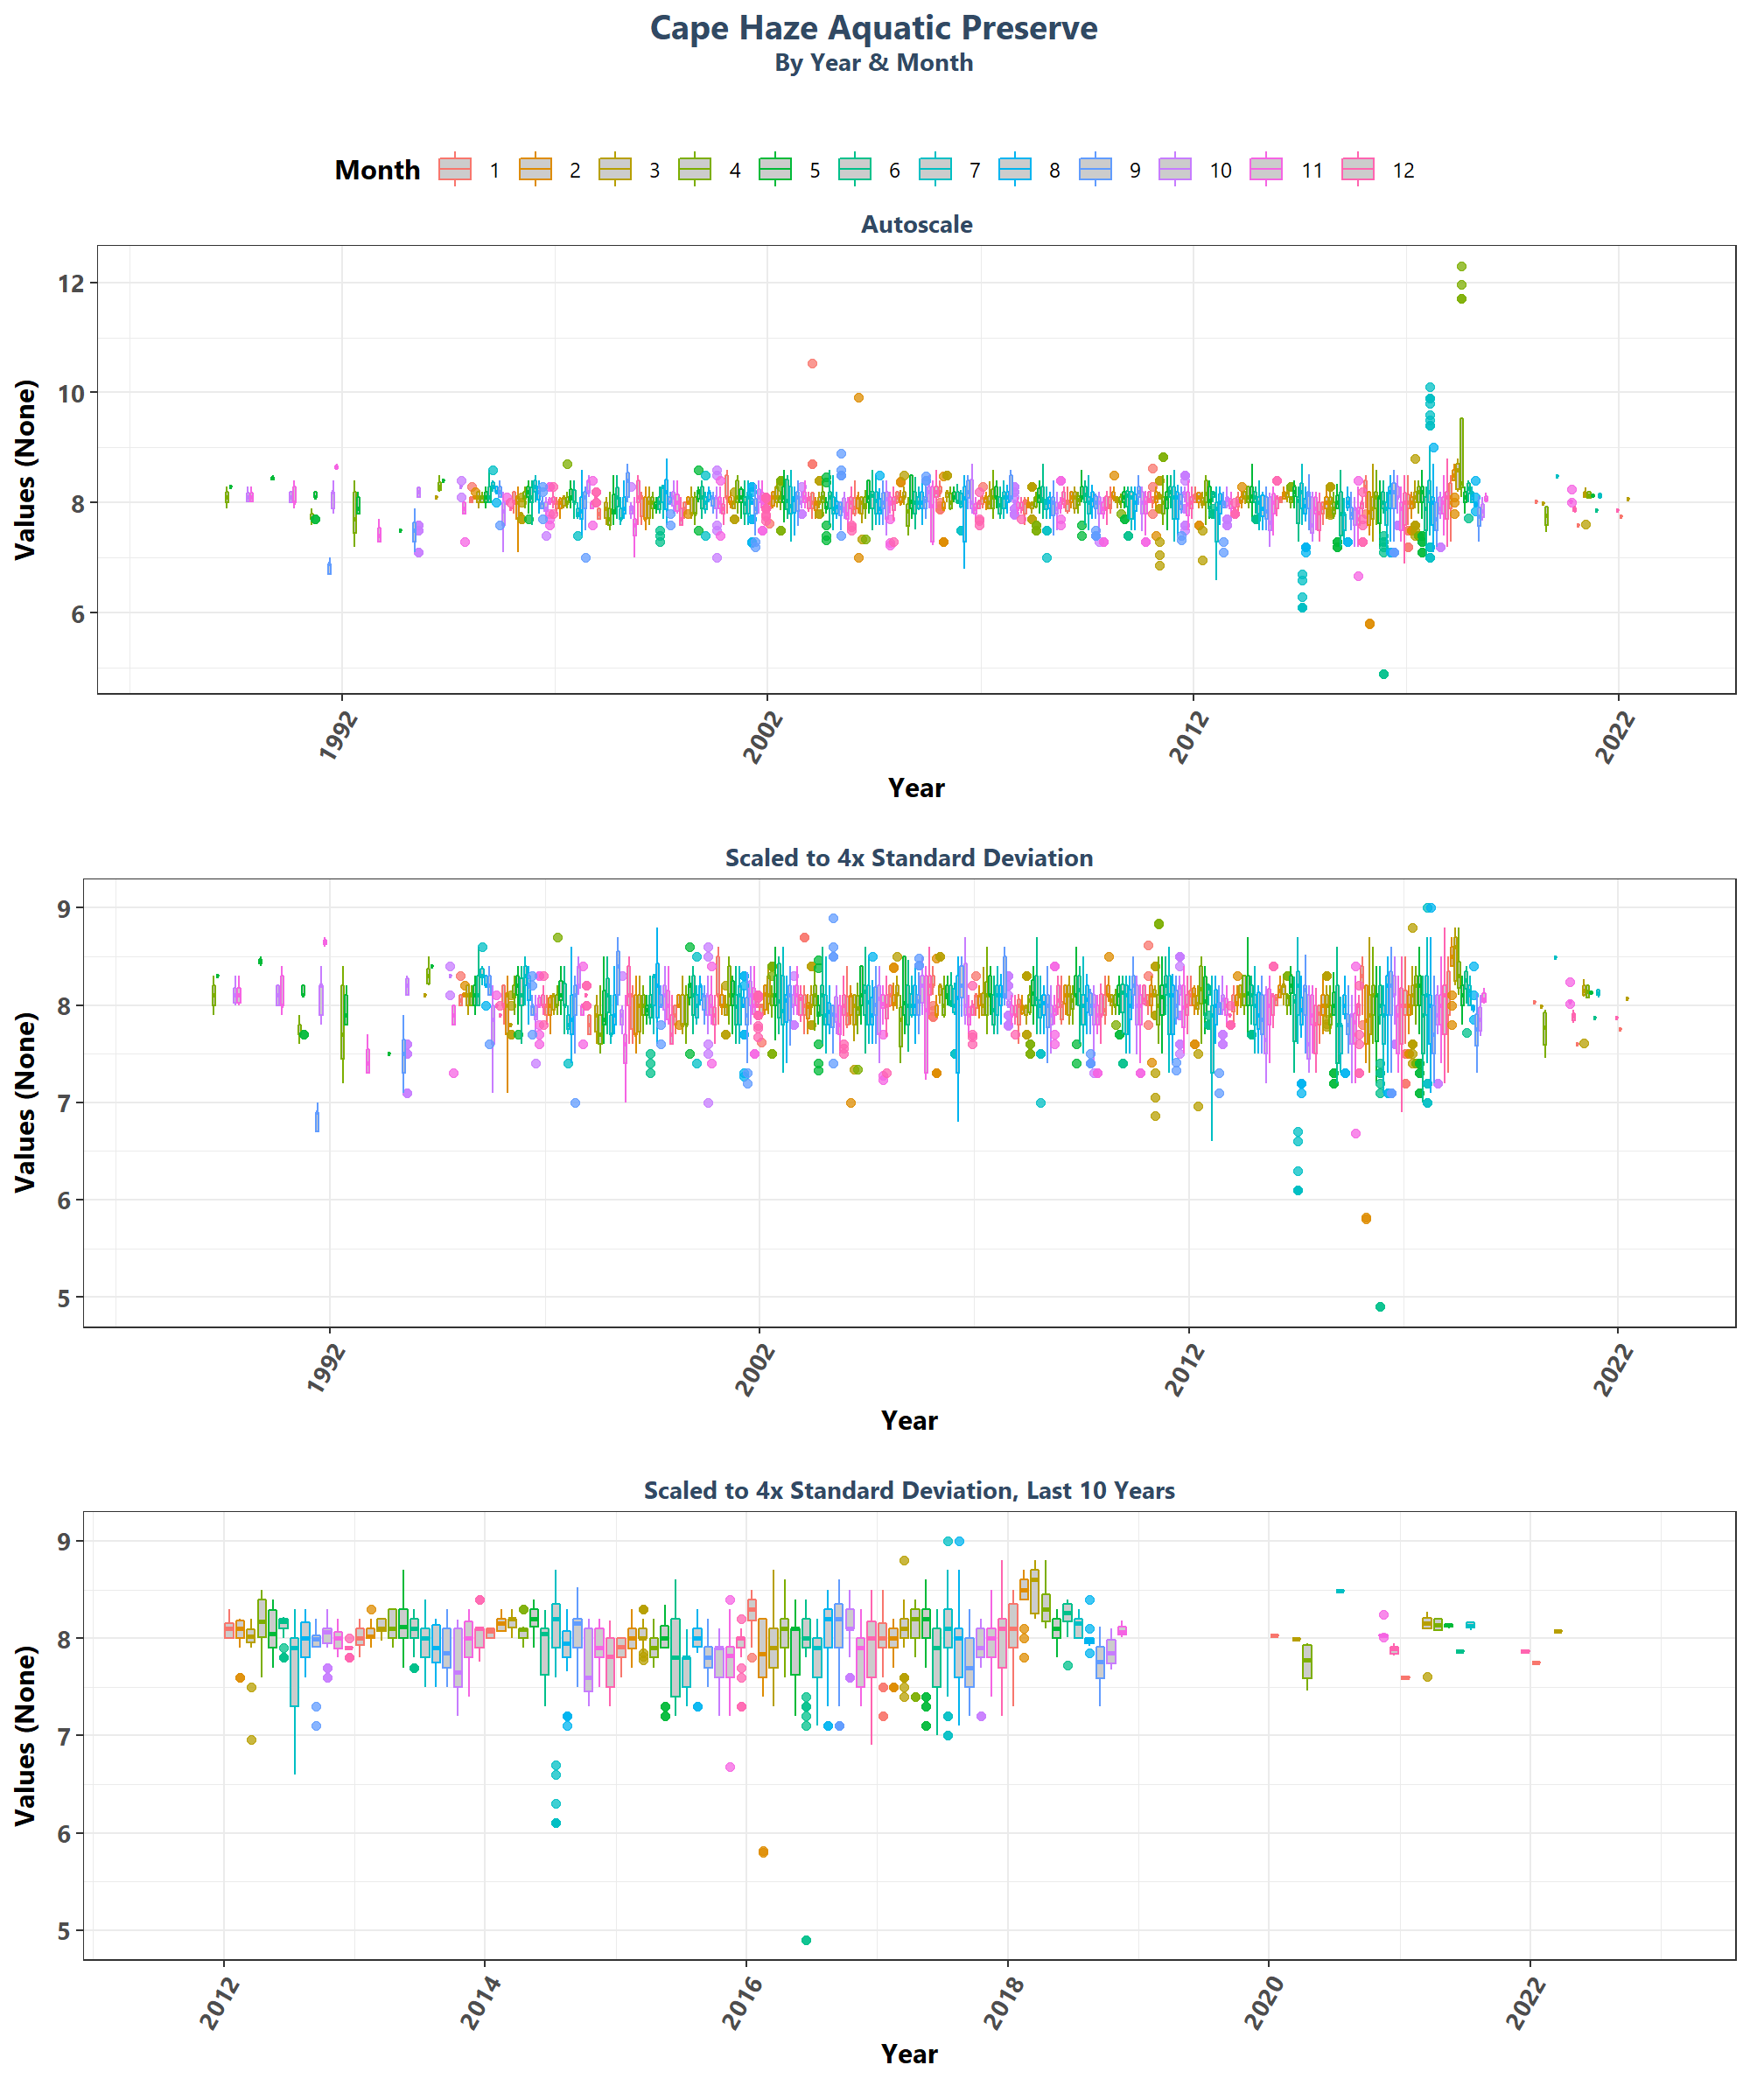 Cape Haze Aquatic Preserve
By Year & Month
Month 1 2 3 4 5 6 7 8 9 10 11 12
Autoscale
Values (None)
12
10
8
6
1992 2002 2012 2022
Year
Scaled to 4x Standard Deviation
Values (None)
9
8
7
6
5
1992 2002 2012 2022
Year
Scaled to 4x Standard Deviation, Last 10 Years
Values (None)
9
8
7
6
5
2012 2014 2016 2018 2020 2022
Year